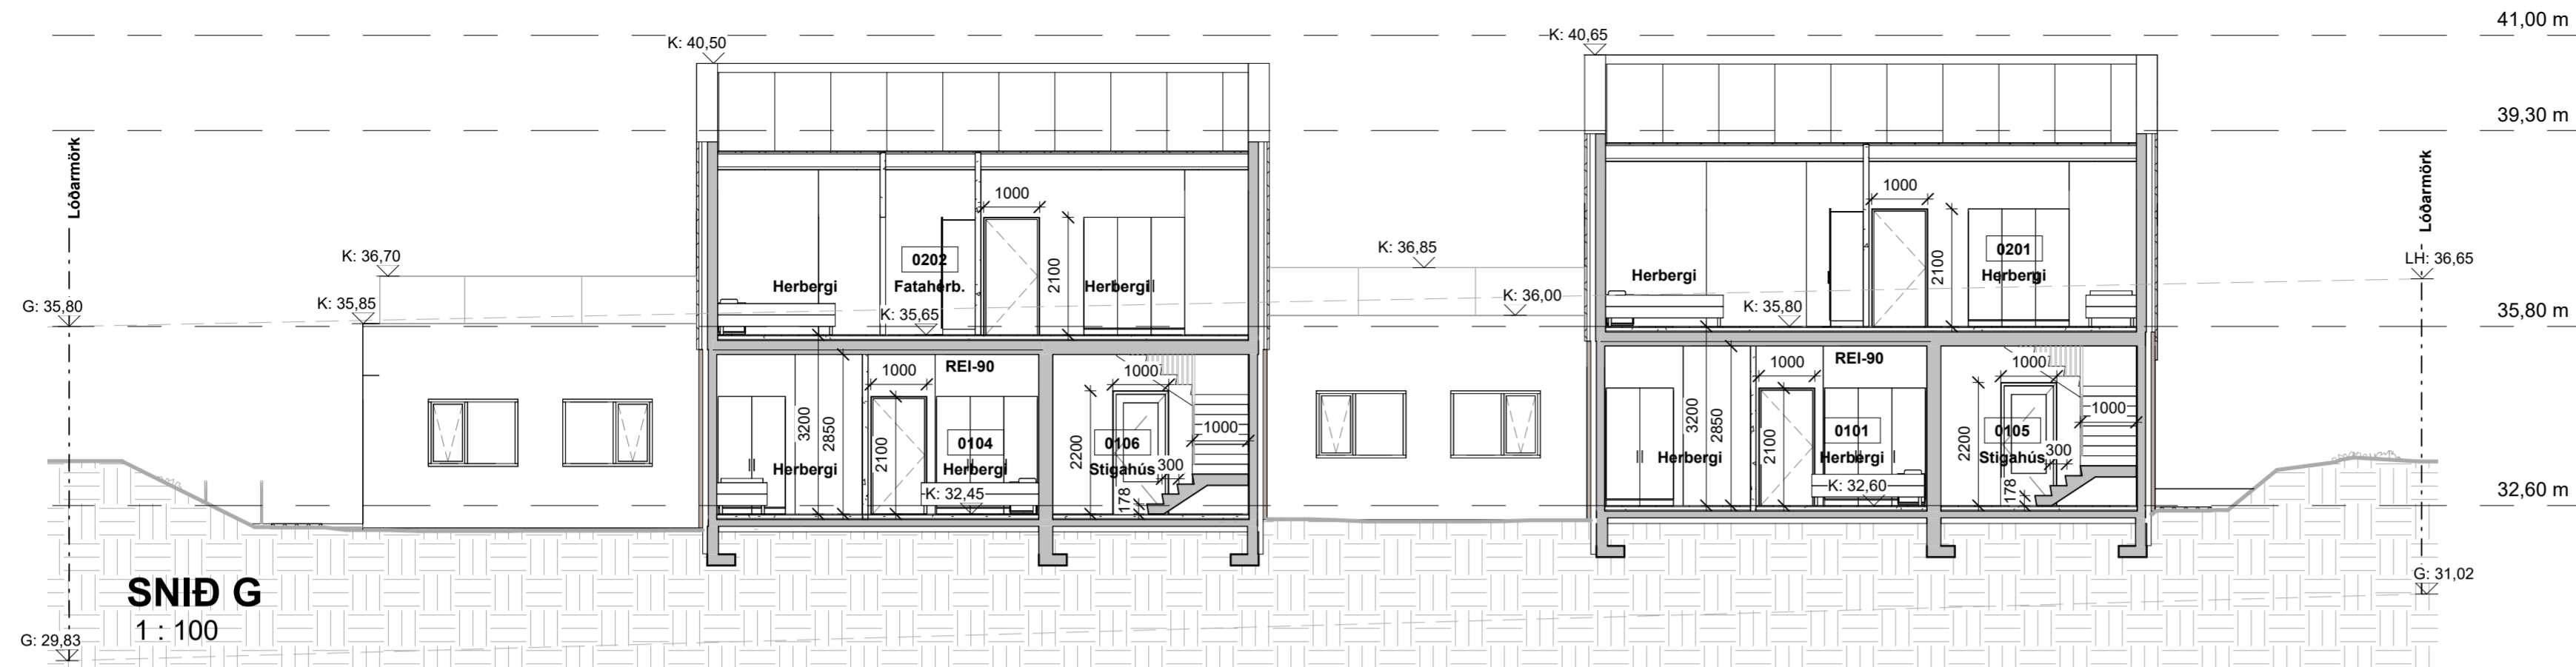 41,00 m
K: 40,50
K: 40,65
39,30 m
Lóðarmörk
Lóðarmörk
1000
1000
K: 36,70
K: 36,85
0202
0201
LH: 36,65
2100
2100
Herbergi
Fataherb.
Herbergi
Herbergi
Herbergi
G: 35,80
K: 35,85
K: 35,65
K: 36,00
K: 35,80
35,80 m
REI-90
REI-90
1000
1000
1000
1000
3200
2850
2100
0104
2200
0106
1000
3200
2850
2100
0101
2200
0105
1000
Herbergi
Herbergi
Stigahús
300
Herbergi
Herbergi
Stigahús
300
K: 32,45
178
K: 32,60
178
32,60 m
SNIÐ G
1 : 100
G: 31,02
G: 29,83